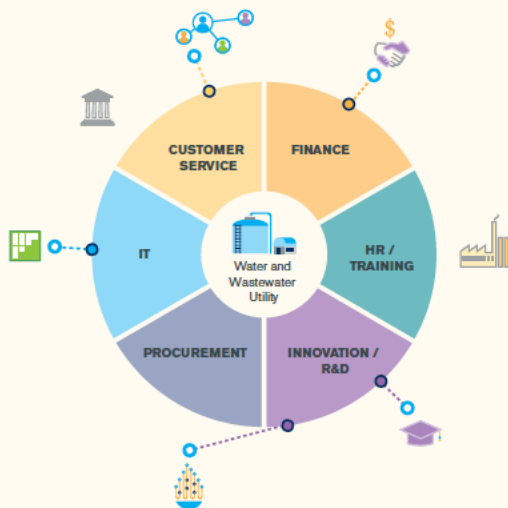 $
CUSTOMER
SERVICE
FINANCE
IT
Water and
Wastewater
Utility
HR /
TRAINING
PROCUREMENT
INNOVATION /
R&D